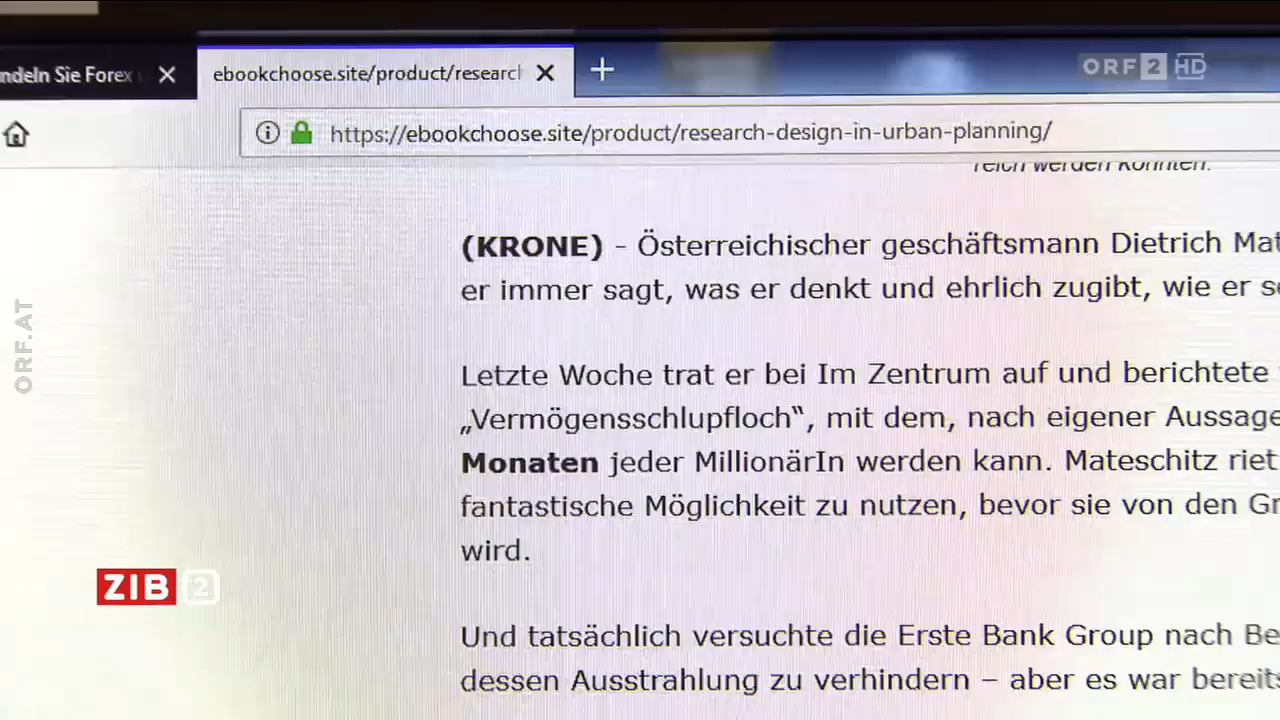 ndeln Sie Forex
ebookchoose.site/product/research
ORF 2 HD
https://ebookchoose.site/product/research-design-in-urban-planning/
reich werden konnten.
(KRONE) - Österreichischer geschäftsmann Dietrich Mat
er immer sagt, was er denkt und ehrlich zugibt, wie er se
Letzte Woche trat er bei Im Zentrum auf und berichtete
„Vermögensschlupfloch“, mit dem, nach eigener Aussage
Monaten jeder MillionärIn werden kann. Mateschitz riet
fantastische Möglichkeit zu nutzen, bevor sie von den Gr
wird.
Und tatsächlich versuchte die Erste Bank Group nach Be
dessen Ausstrahlung zu verhindern – aber es war bereits
ORF.AT
ZIB 2